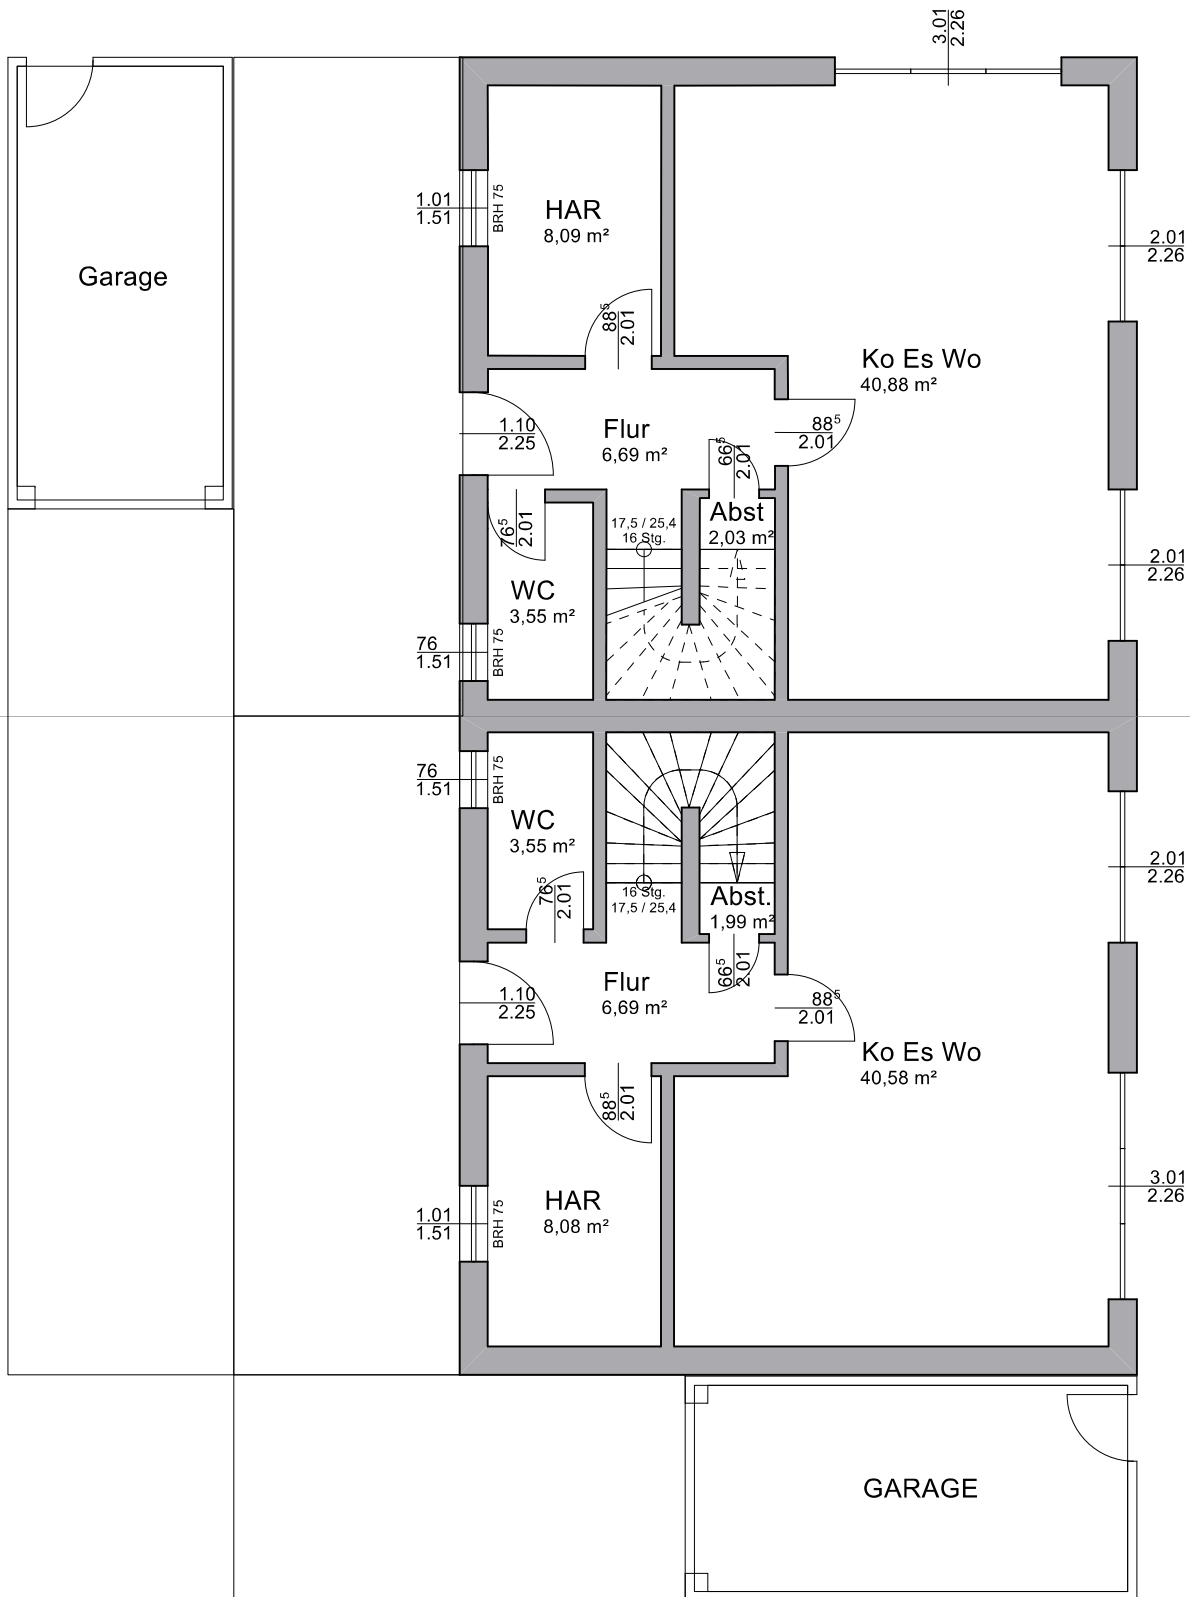 3.01
2.26
1.01
1.51
BRH 75
HAR
8,09 m²
2.01
2.26
Garage
88⁵
2.01
Ko Es Wo
40,88 m²
1.10
2.25
Flur
6,69 m²
88⁵
2.01
66⁵
2.01
76⁵
2.01
17,5 / 25,4
16 Stg.
Abst
2,03 m²
2.01
2.26
WC
3,55 m²
76
1.51
BRH 75
76
1.51
BRH 75
WC
3,55 m²
2.01
2.26
76⁵
2.01
16 Stg.
17,5 / 25,4
Abst.
1,99 m²
66⁵
2.01
1.10
2.25
Flur
6,69 m²
88⁵
2.01
Ko Es Wo
40,58 m²
88⁵
2.01
3.01
2.26
1.01
1.51
BRH 75
HAR
8,08 m²
GARAGE